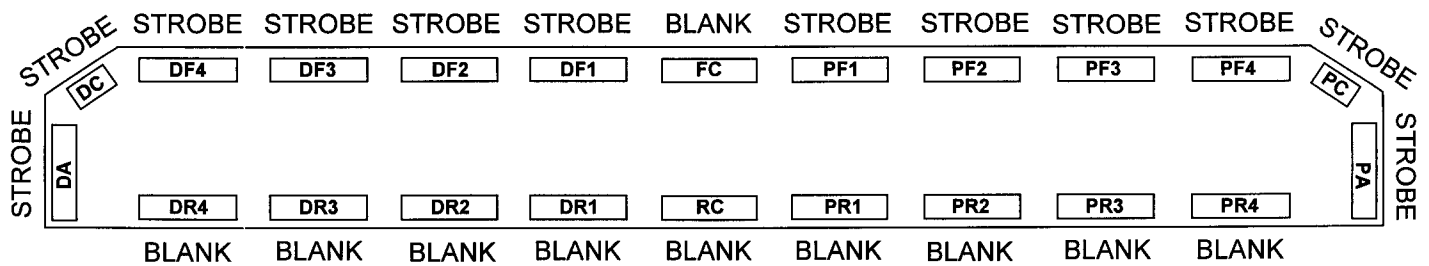 STROBE STROBE STROBE STROBE STROBE BLANK STROBE STROBE STROBE STROBE STROBE
DC DF4 DF3 DF2 DF1 FC PF1 PF2 PF3 PF4 PC
STROBE DA PA STROBE
DR4 DR3 DR2 DR1 RC PR1 PR2 PR3 PR4
BLANK BLANK BLANK BLANK BLANK BLANK BLANK BLANK BLANK